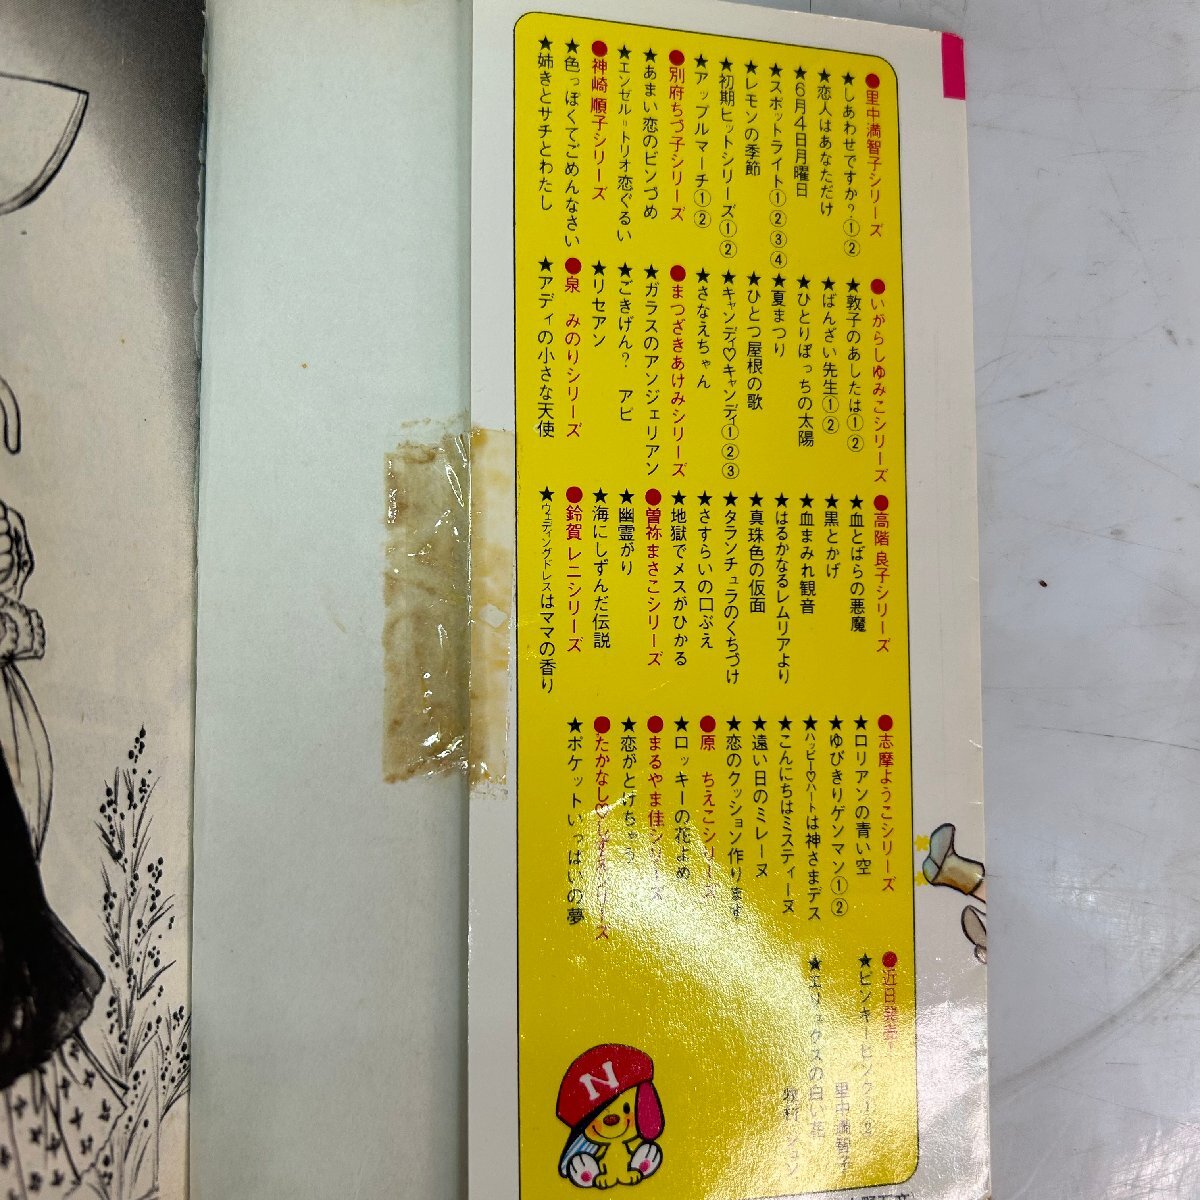 ●里中満智子シリーズ
★しあわせですか？①②
★恋人はあなただけ
★6月4日月曜日
★スポットライト①②③④
★レモンの季節
★初期ヒットシリーズ①②
★アップルマーチ①②
●別府ちづ子シリーズ
★あまい恋のビンづめ
★エンゼル=トリオ恋ぐるい
●神崎順子シリーズ
★色っぽくてごめんなさい
★姉きとサチとわたし
●いがらしゆみこシリーズ
★敦子のあしたは①②
★ばんざい先生①②
★ひとりぼっちの太陽
★夏まつり
★ひとつ屋根の歌
★キャンディ♡キャンディ①②③
★さなえちゃん
●まつざきあけみシリーズ
★ガラスのアンジェリアン
★ごきげん？ アビ
★リセアン
●泉 みのりシリーズ
★アディの小さな天使
●高階良子シリーズ
★血とばらの悪魔
★黒とかげ
★血まみれ観音
★はるかなるレムリアより
★真珠色の仮面
★タランチュラのくちづけ
★さすらいの口ぶえ
★地獄でメスがひかる
●曽祢まさこシリーズ
★幽霊がり
★海にしずんだ伝説
●鈴賀レニシリーズ
★ウェディングドレスはママの香り
●志摩ようこシリーズ
★ロリアンの青い空
★ゆびきりゲンマン①②
★ハッピー♡ハートは神さまデス
★こんにちはミスティーヌ
★遠い日のミレーヌ
★恋のクッション作ります
●原 ちえこシリーズ
★ロッキーの花よめ
●まるやま佳シリーズ
★恋がとけちゃう
●たかなし♡しずえシリーズ
★ポケットいっぱいの夢
●近日発売
★ピンキーピンクー②
里中満智子
★エリュクスの白い花
N